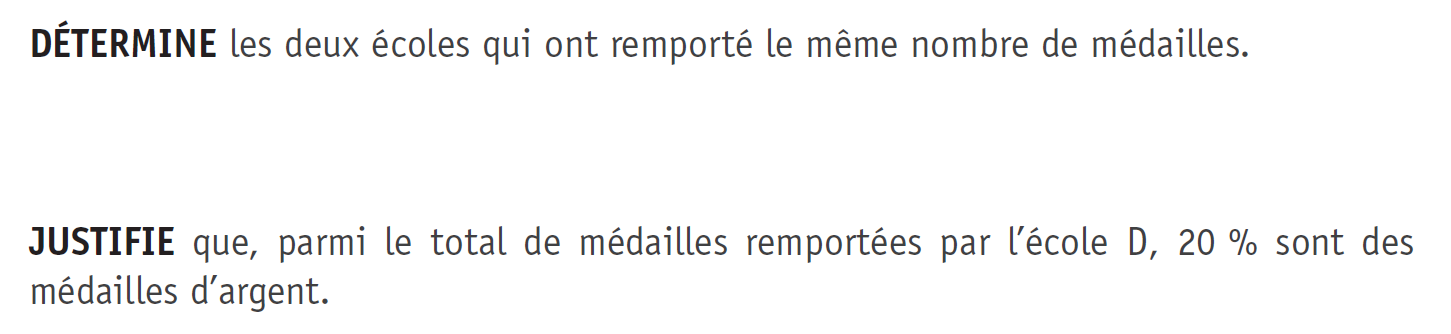 DÉTERMINE les deux écoles qui ont remporté le même nombre de médailles.
JUSTIFIE que, parmi le total de médailles remportées par l’école D, 20 % sont des
médailles d’argent.